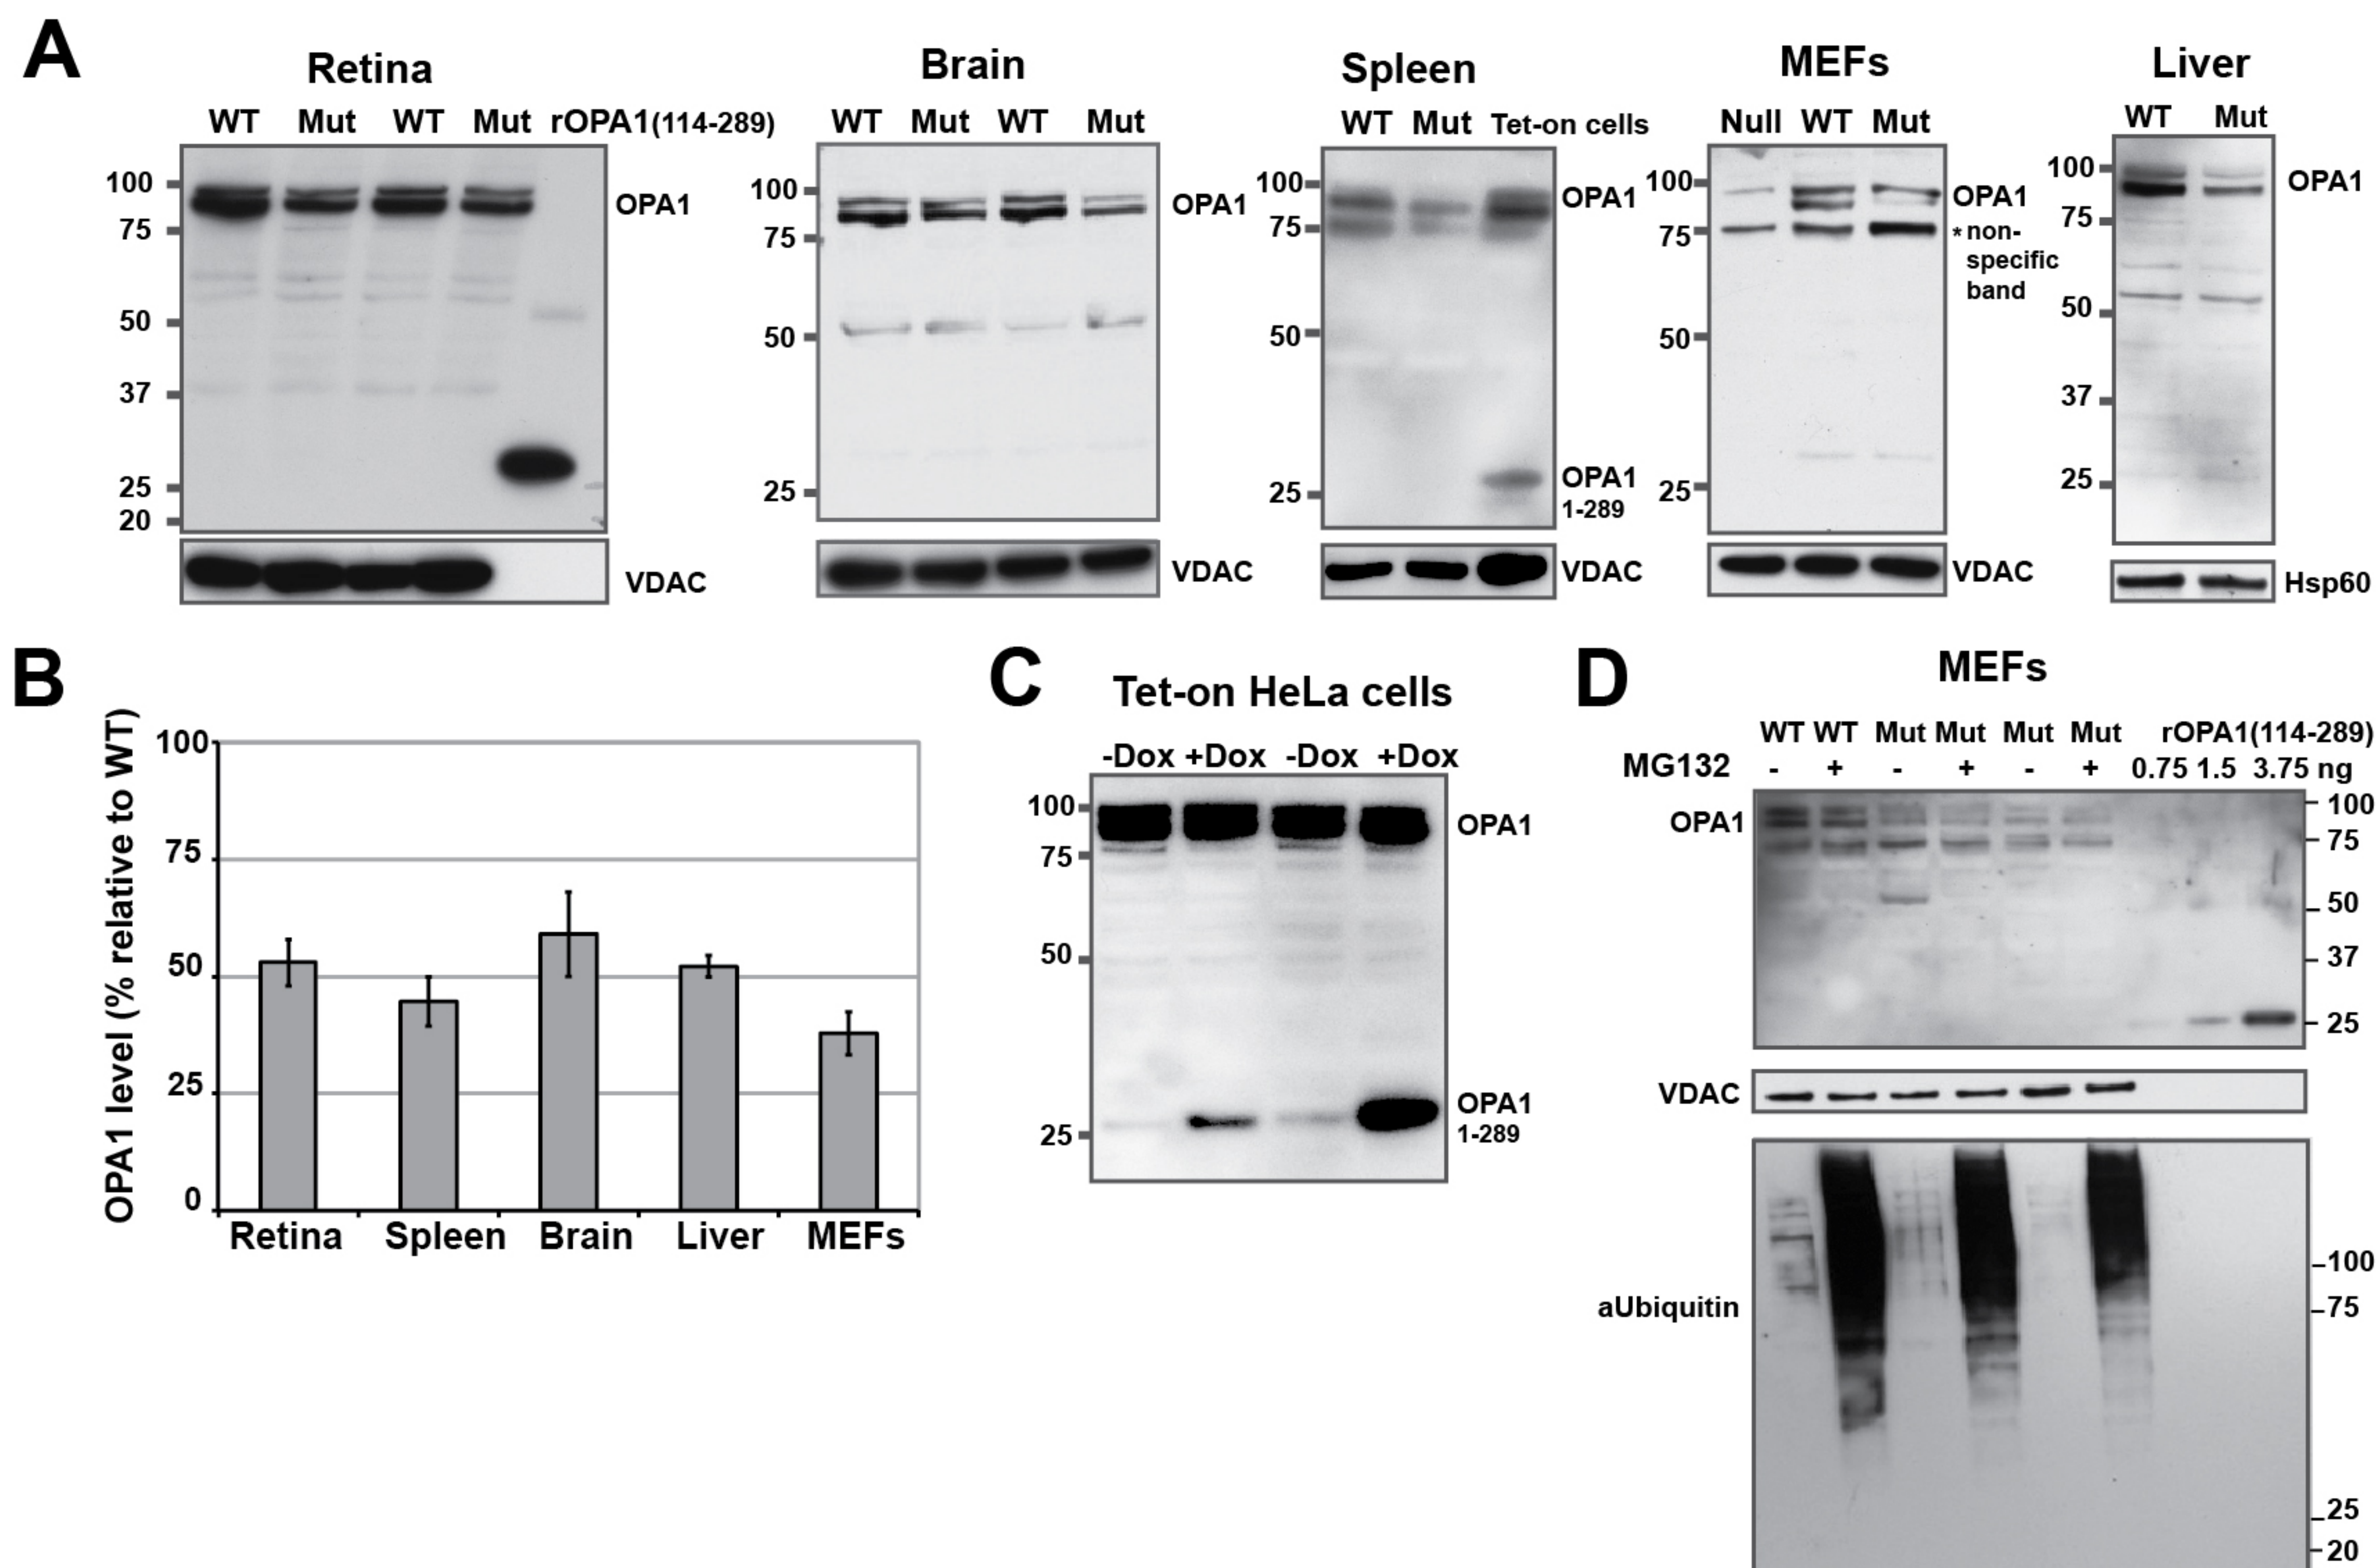 A
Retina
WT Mut WT Mut rOPA1(114-289)
100
75
50
37
25
20
OPA1
VDAC
Brain
WT Mut WT Mut
100
75
50
25
OPA1
VDAC
Spleen
WT Mut Tet-on cells
100
75
50
25
OPA1
OPA1
1-289
VDAC
MEFs
Null WT Mut
100
75
50
25
OPA1
* non-
specific
band
VDAC
Liver
WT Mut
100
75
50
37
25
OPA1
Hsp60
B
OPA1 level (% relative to WT)
100
75
50
25
0
Retina Spleen Brain Liver MEFs
C
Tet-on HeLa cells
-Dox +Dox -Dox +Dox
100
75
50
25
OPA1
OPA1
1-289
D
MEFs
WT WT Mut Mut Mut Mut rOPA1(114-289)
MG132 - + - + - + 0.75 1.5 3.75 ng
OPA1
100
75
50
37
25
VDAC
aUbiquitin
100
75
25
20